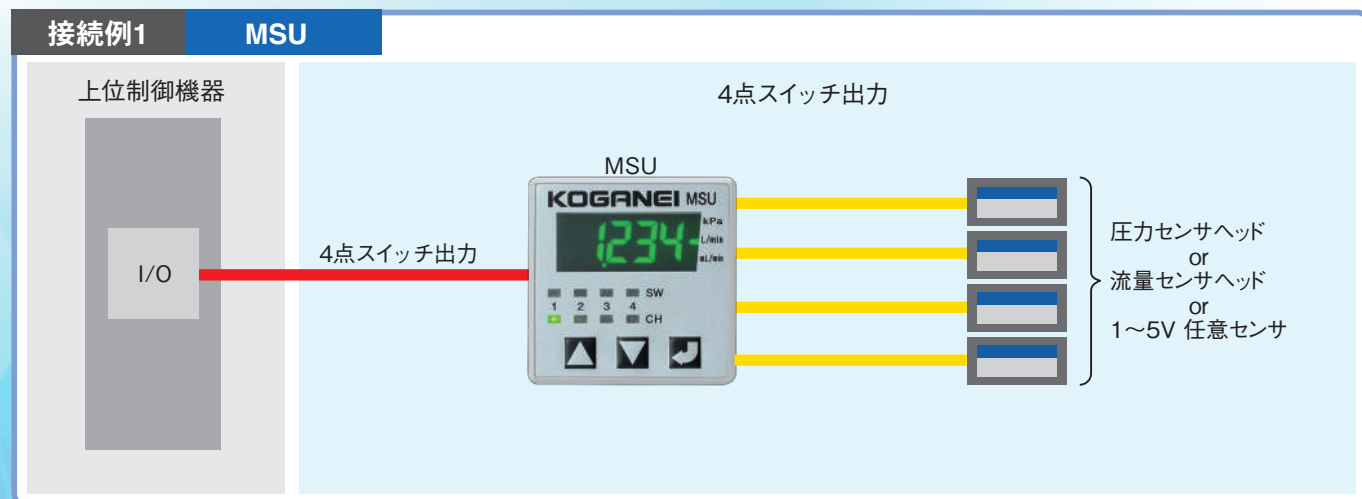 接続例1 MSU
上位制御機器
4点スイッチ出力
MSU
KOGANEI MSU
1.234
kPa
L/min
mL/min
SW
1 2 3 4
CH
I/O
4点スイッチ出力
圧力センサヘッド
or
流量センサヘッド
or
1〜5V 任意センサ